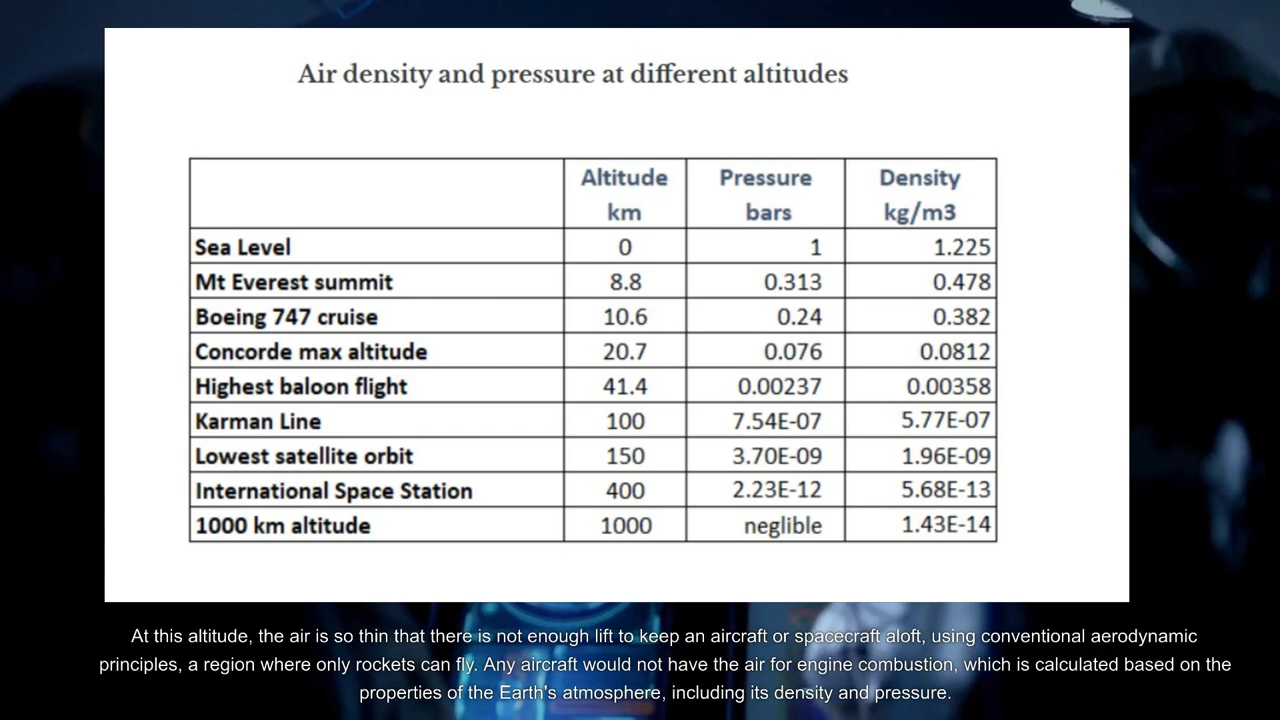 Air density and pressure at different altitudes
Altitude km Pressure bars Density kg/m3
Sea Level 0 1 1.225
Mt Everest summit 8.8 0.313 0.478
Boeing 747 cruise 10.6 0.24 0.382
Concorde max altitude 20.7 0.076 0.0812
Highest baloon flight 41.4 0.00237 0.00358
Karman Line 100 7.54E-07 5.77E-07
Lowest satellite orbit 150 3.70E-09 1.96E-09
International Space Station 400 2.23E-12 5.68E-13
1000 km altitude 1000 neglible 1.43E-14
At this altitude, the air is so thin that there is not enough lift to keep an aircraft or spacecraft aloft, using conventional aerodynamic
principles, a region where only rockets can fly. Any aircraft would not have the air for engine combustion, which is calculated based on the
properties of the Earth's atmosphere, including its density and pressure.